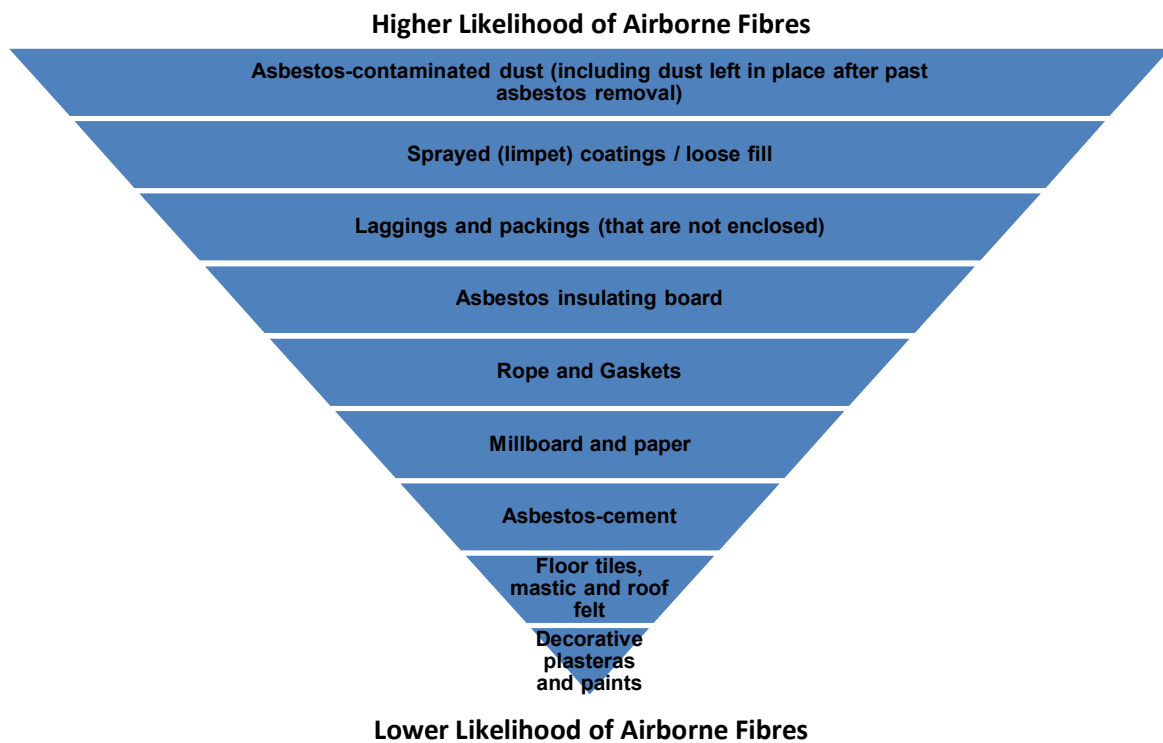 Higher Likelihood of Airborne Fibres
Asbestos-contaminated dust (including dust left in place after past
asbestos removal)
Sprayed (limpet) coatings / loose fill
Laggings and packings (that are not enclosed)
Asbestos insulating board
Rope and Gaskets
Millboard and paper
Asbestos-cement
Floor tiles,
mastic and roof
felt
Decorative
plasteras
and paints
Lower Likelihood of Airborne Fibres